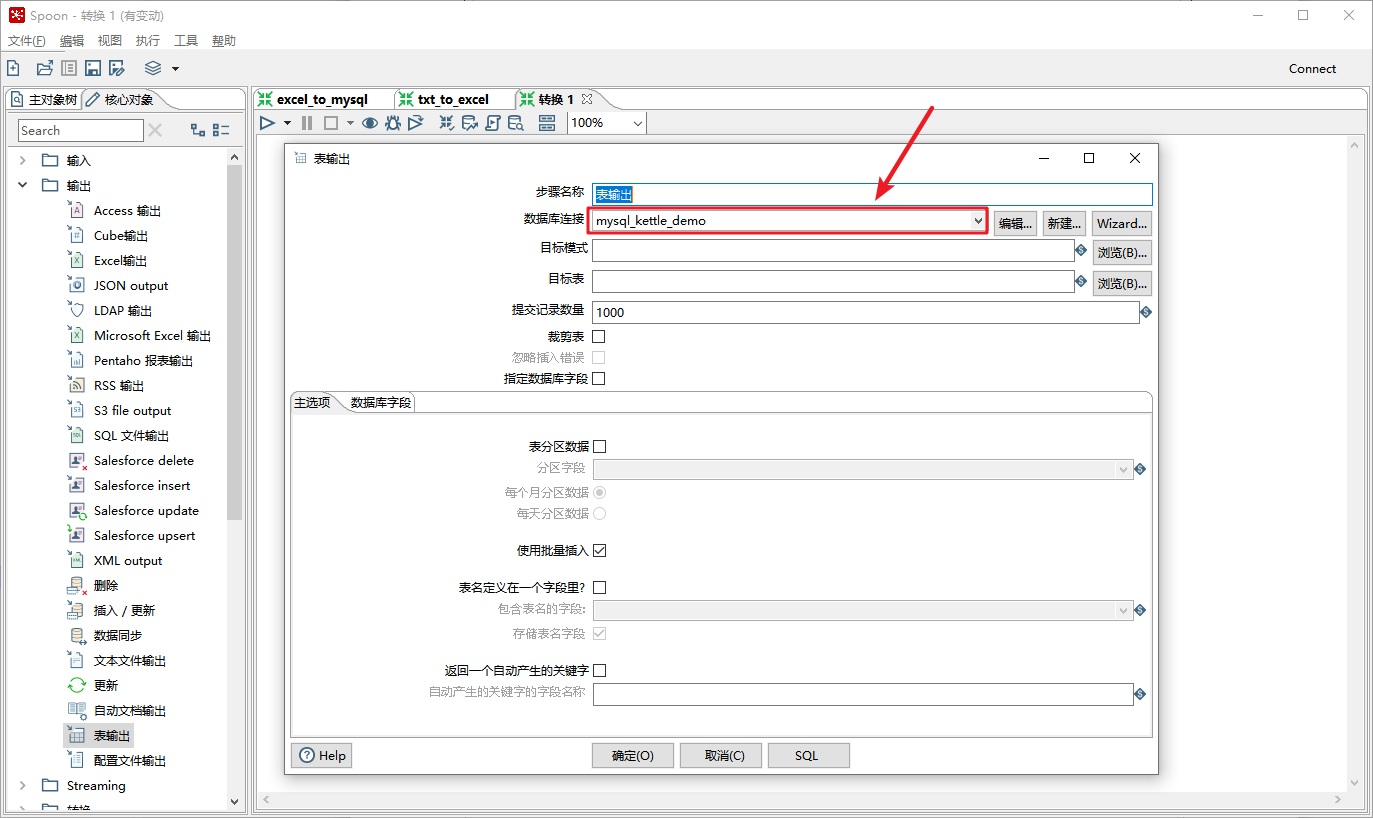 Spoon - 转换 1 (有变动)
文件(F) 编辑 视图 执行 工具 帮助
Connect
主对象树 核心对象
Search
输入
输出
Access 输出
Cube输出
Excel输出
JSON output
LDAP 输出
Microsoft Excel 输出
Pentaho 报表输出
RSS 输出
S3 file output
SQL 文件输出
Salesforce delete
Salesforce insert
Salesforce update
Salesforce upsert
XML output
删除
插入 / 更新
数据同步
文本文件输出
更新
自动文档输出
表输出
配置文件输出
Streaming
转换
excel_to_mysql txt_to_excel 转换 1
100%
表输出
步骤名称 表输出
数据库连接 mysql_kettle_demo 编辑... 新建... Wizard...
目标模式 浏览(B)...
目标表 浏览(B)...
提交记录数量 1000
裁剪表
忽略插入错误
指定数据库字段
主选项 数据库字段
表分区数据
分区字段
每个月分区数据
每天分区数据
使用批量插入
表名定义在一个字段里?
包含表名的字段:
存储表名字段
返回一个自动产生的关键字
自动产生的关键字的字段名称
Help 确定(O) 取消(C) SQL